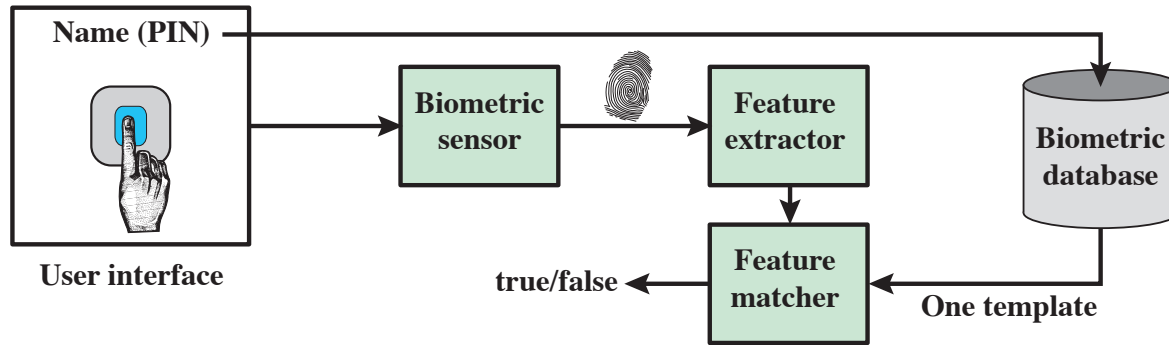 Name (PIN)
Biometric
sensor
Feature
extractor
Biometric
database
User interface
true/false
Feature
matcher
One template